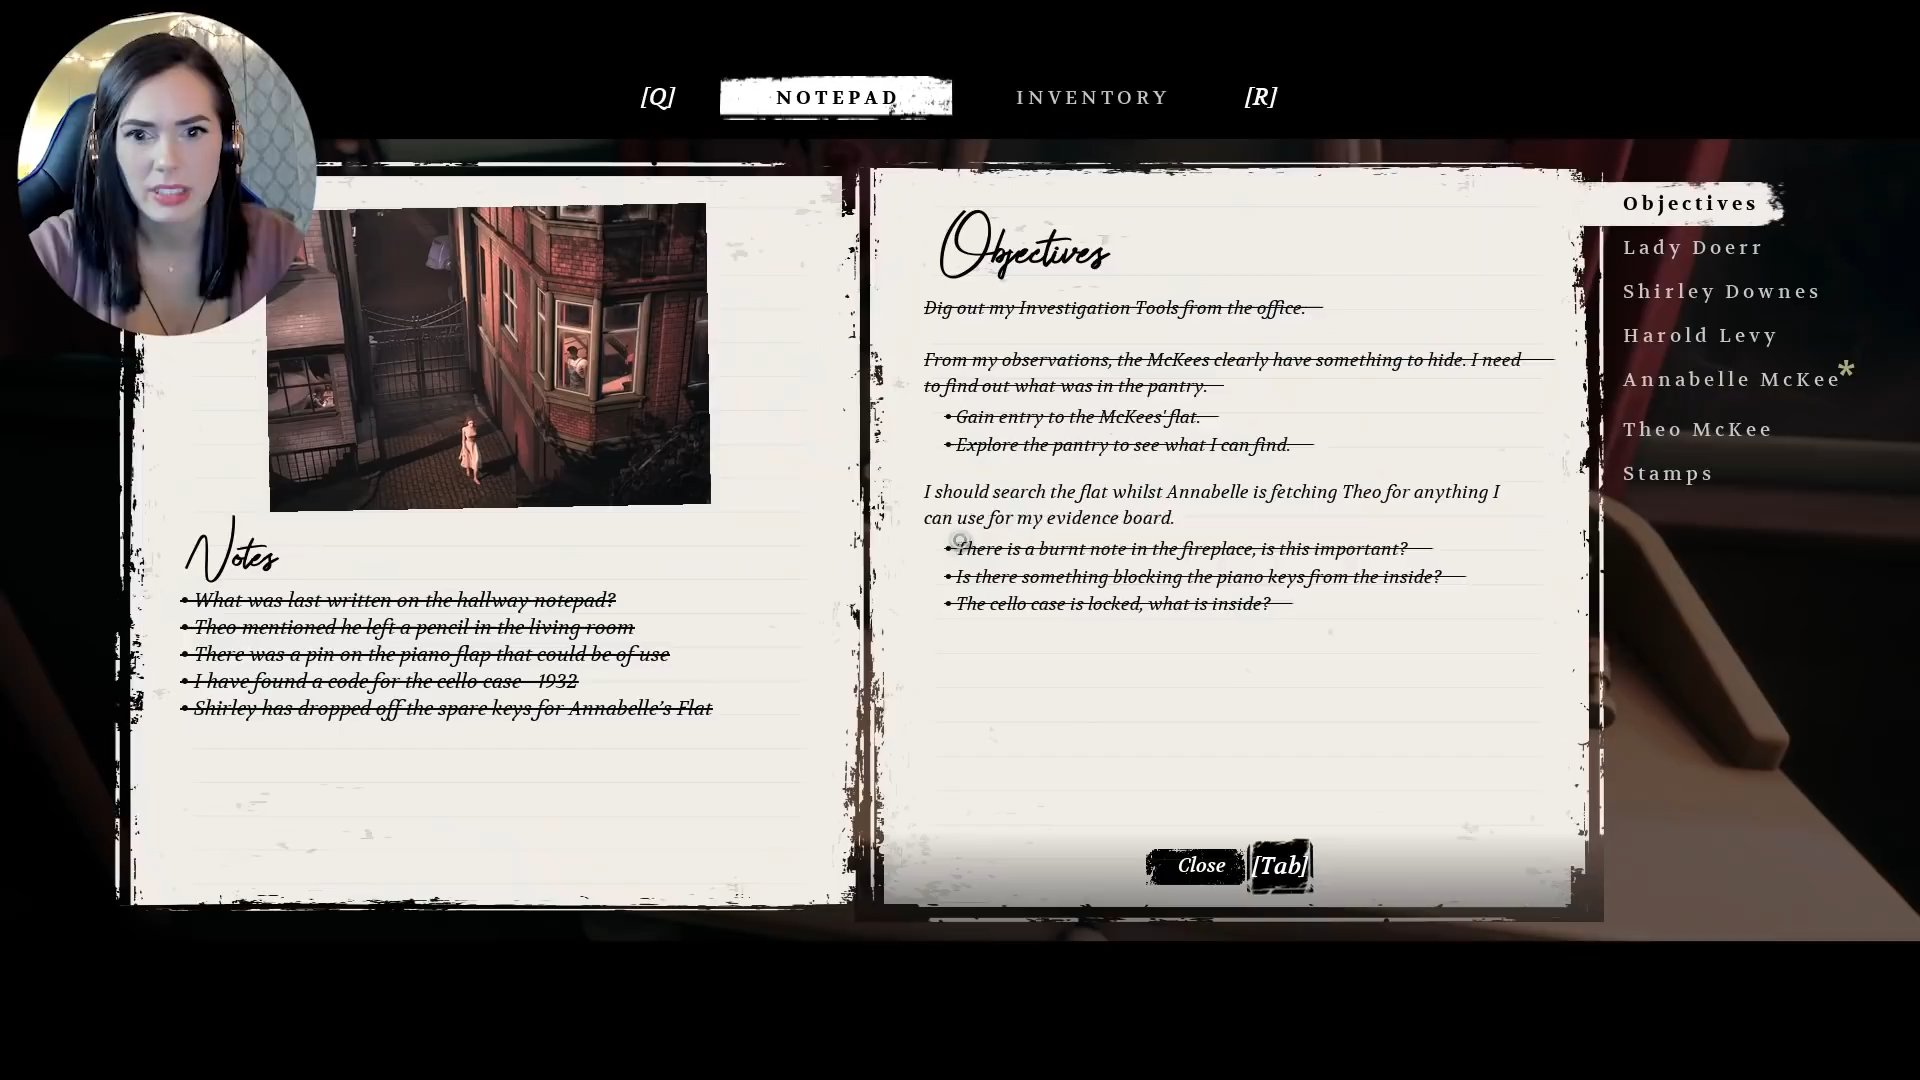 [Q] NOTEPAD INVENTORY [R]
Notes
• What was last written on the hallway notepad?
• Theo mentioned he left a pencil in the living room
• There was a pin on the piano flap that could be of use
• I have found a code for the cello case - 1932
• Shirley has dropped off the spare keys for Annabelle's Flat
Objectives
Dig out my Investigation Tools from the office.
From my observations, the McKees clearly have something to hide. I need
to find out what was in the pantry.
• Gain entry to the McKees' flat.
• Explore the pantry to see what I can find.
I should search the flat whilst Annabelle is fetching Theo for anything I
can use for my evidence board.
• There is a burnt note in the fireplace, is this important?
• Is there something blocking the piano keys from the inside?
• The cello case is locked, what is inside?
Close [Tab]
Objectives
Lady Doerr
Shirley Downes
Harold Levy
Annabelle McKee*
Theo McKee
Stamps